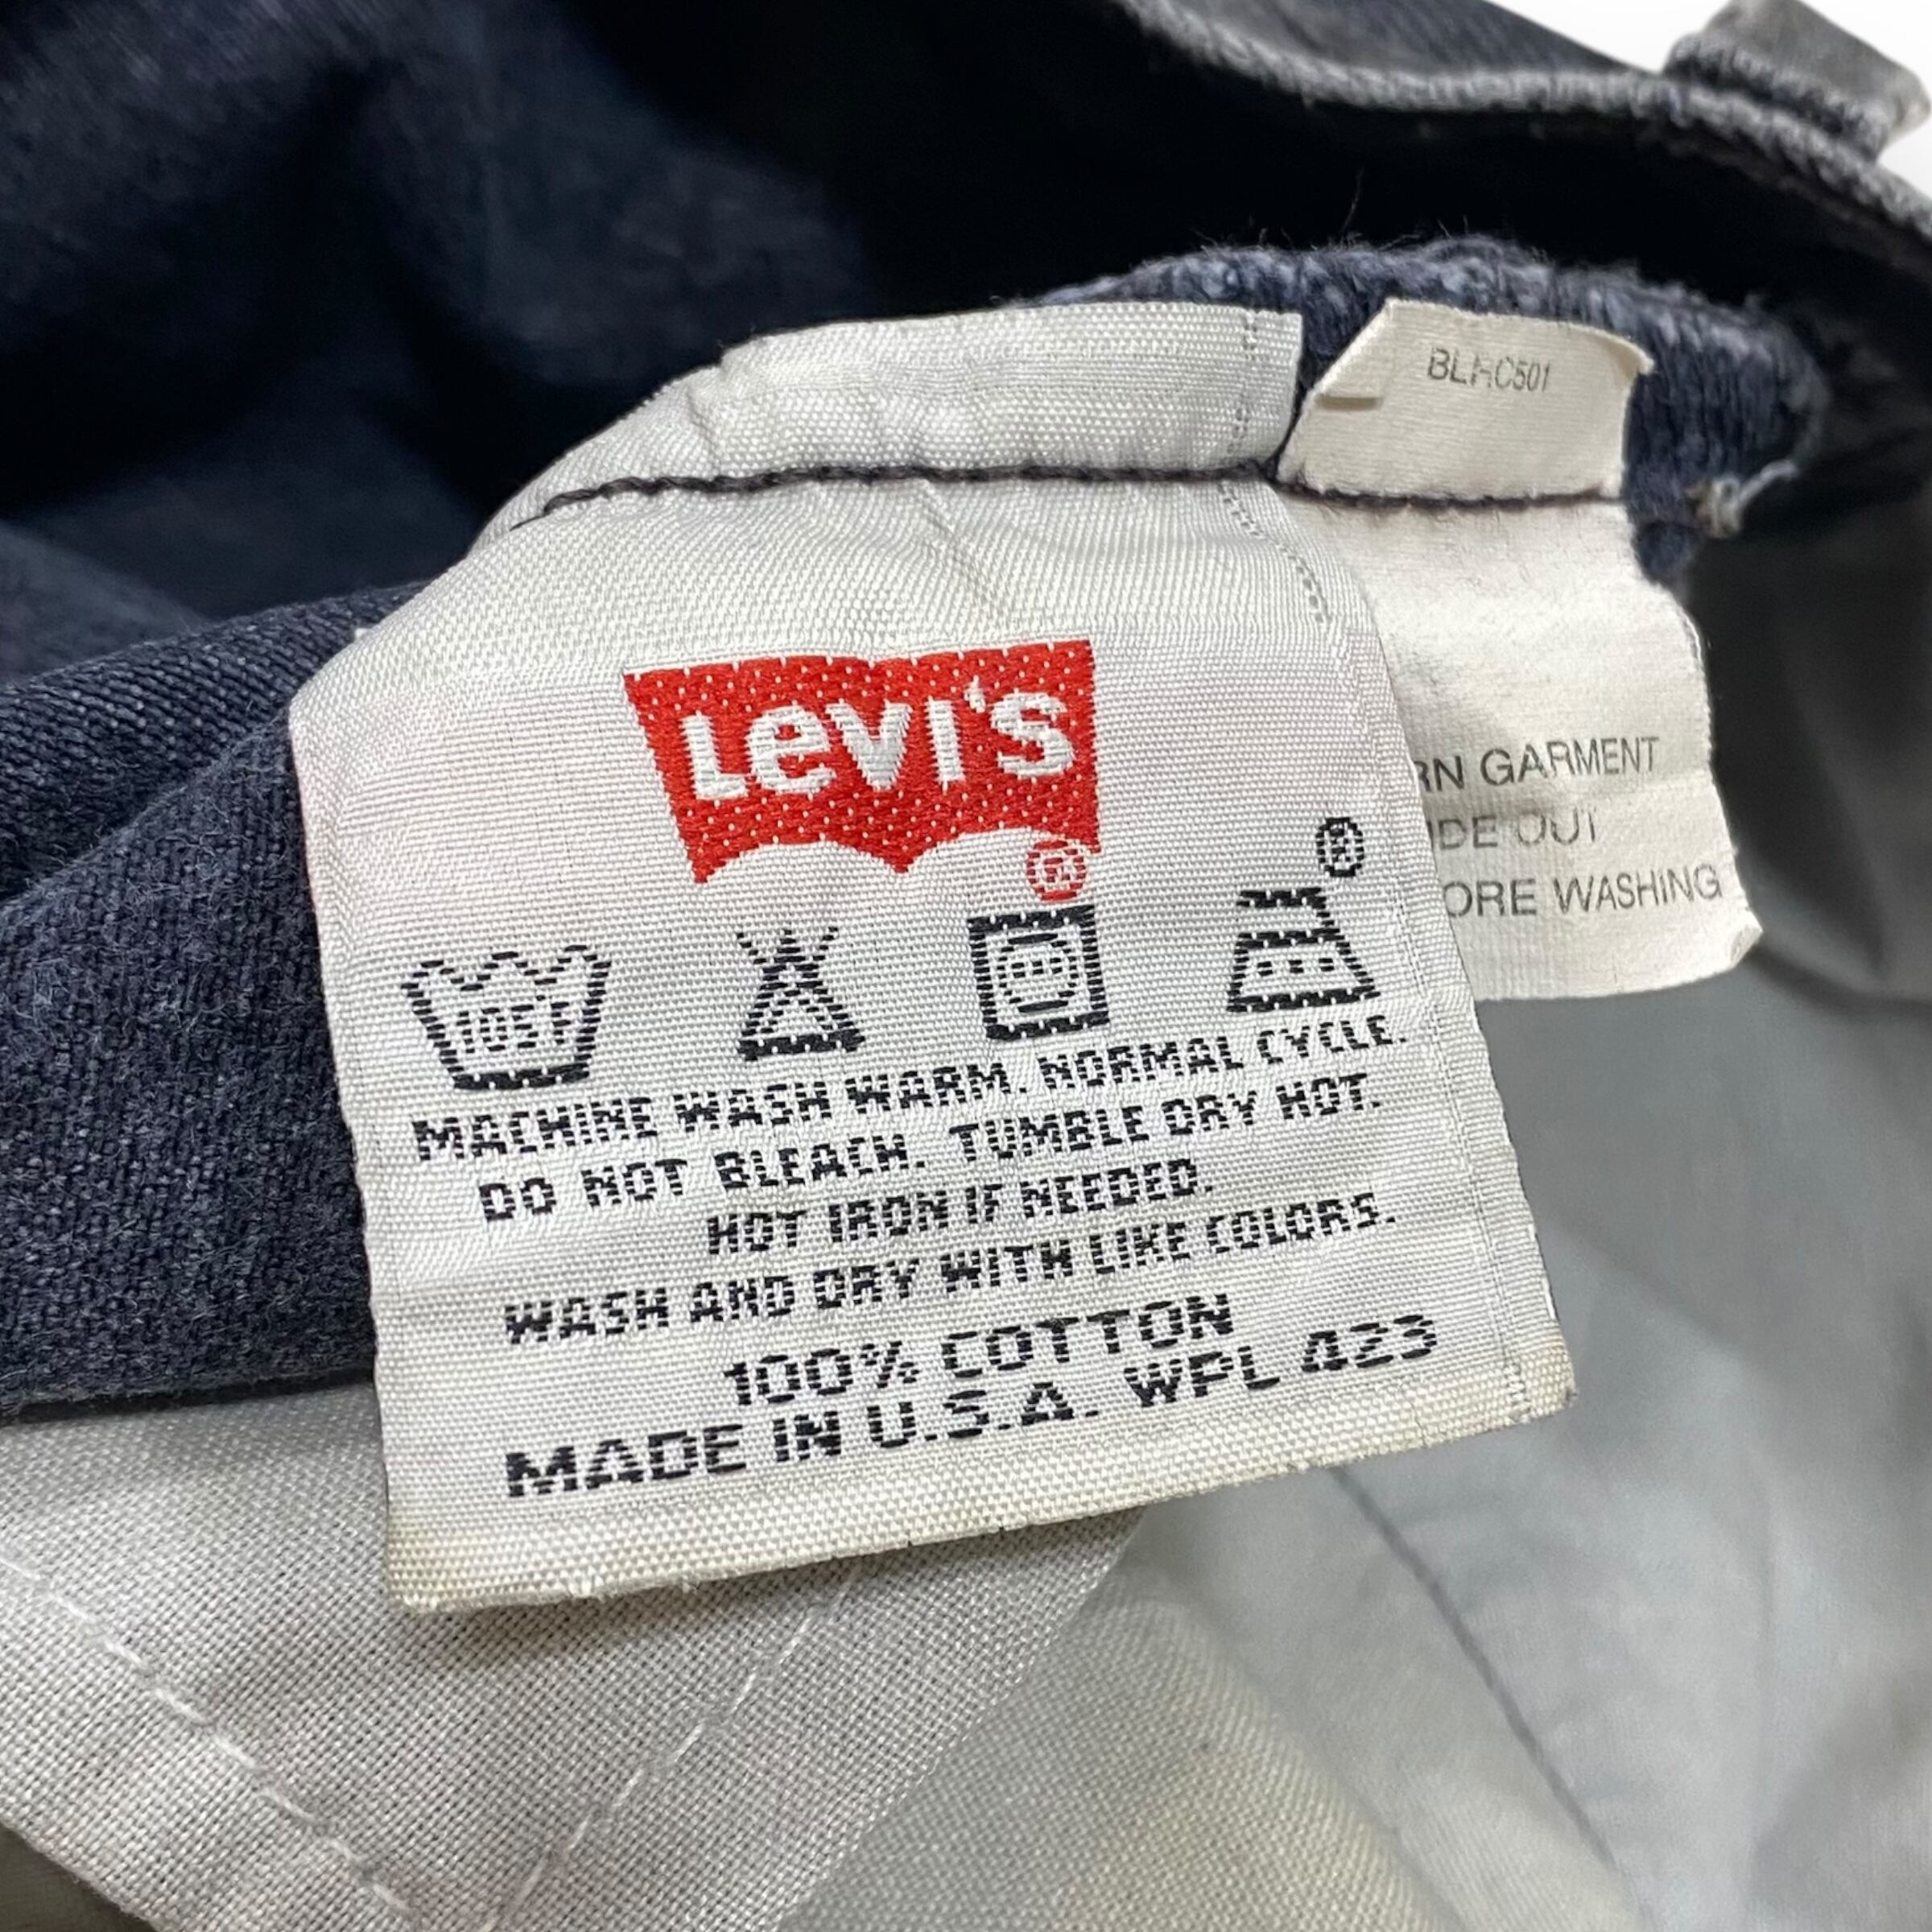 BLHC501
Levi's
®
®
RN GARMENT
IDE OUT
ORE WASHING
105F
MACHINE WASH WARM. NORMAL CYCLE.
DO NOT BLEACH. TUMBLE DRY HOT.
HOT IRON IF NEEDED.
WASH AND DRY WITH LIKE COLORS.
100% COTTON
MADE IN U.S.A. WPL 423